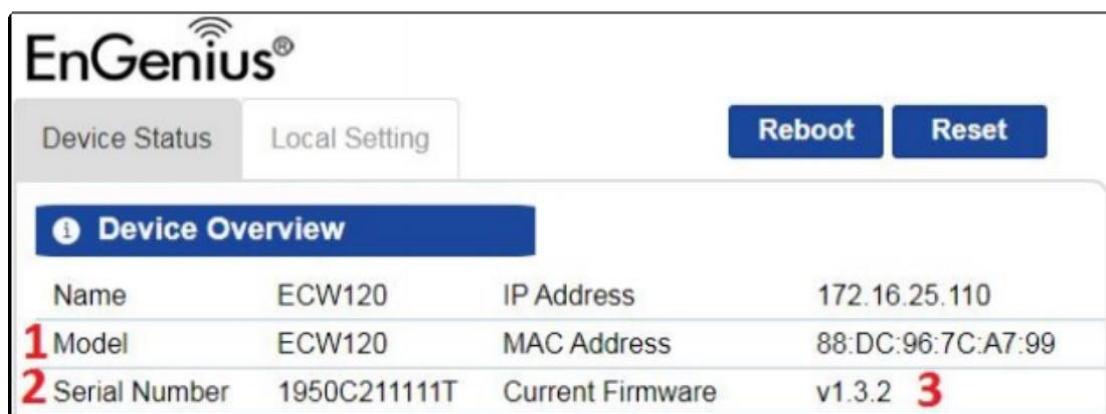 EnGenius®
Device Status Local Setting Reboot Reset
Device Overview
Name ECW120 IP Address 172.16.25.110
1 Model ECW120 MAC Address 88:DC:96:7C:A7:99
2 Serial Number 1950C211111T Current Firmware v1.3.2 3